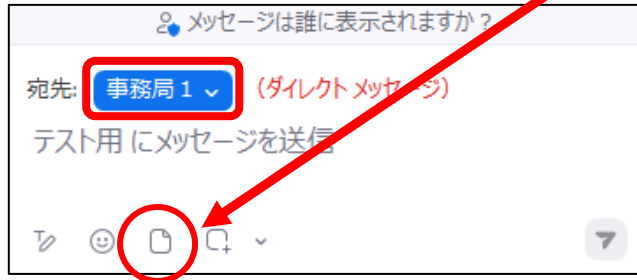 メッセージは誰に表示されますか?
宛先: 事務局1 (ダイレクト メッセージ)
テスト用 にメッセージを送信